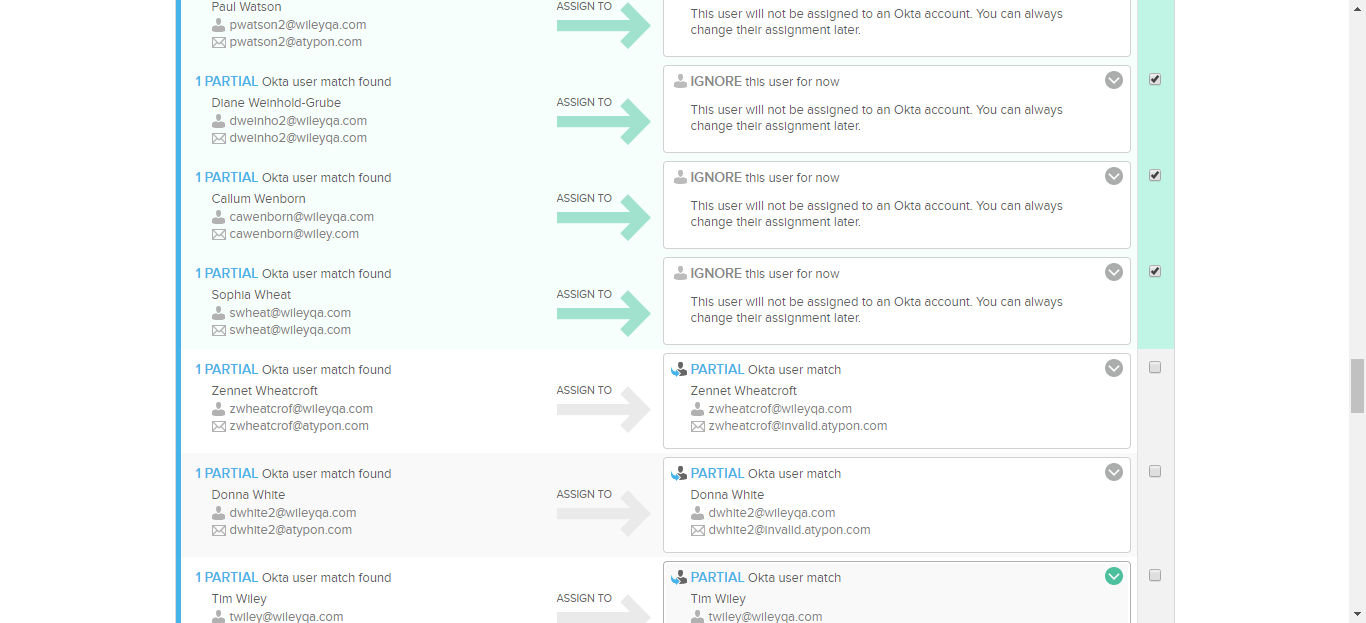 Paul Watson
pwatson2@wileyqa.com
pwatson2@atypon.com
ASSIGN TO
This user will not be assigned to an Okta account. You can always
change their assignment later.
1 PARTIAL Okta user match found
Diane Weinhold-Grube
dweinho2@wileyqa.com
dweinho2@wileyqa.com
ASSIGN TO
IGNORE this user for now
This user will not be assigned to an Okta account. You can always
change their assignment later.
1 PARTIAL Okta user match found
Callum Wenborn
cawenborn@wileyqa.com
cawenborn@wiley.com
ASSIGN TO
IGNORE this user for now
This user will not be assigned to an Okta account. You can always
change their assignment later.
1 PARTIAL Okta user match found
Sophia Wheat
swheat@wileyqa.com
swheat@wileyqa.com
ASSIGN TO
IGNORE this user for now
This user will not be assigned to an Okta account. You can always
change their assignment later.
1 PARTIAL Okta user match found
Zennet Wheatcroft
zwheatcrof@wileyqa.com
zwheatcrof@atypon.com
ASSIGN TO
PARTIAL Okta user match
Zennet Wheatcroft
zwheatcrof@wileyqa.com
zwheatcrof@invalid.atypon.com
1 PARTIAL Okta user match found
Donna White
dwhite2@wileyqa.com
dwhite2@atypon.com
ASSIGN TO
PARTIAL Okta user match
Donna White
dwhite2@wileyqa.com
dwhite2@invalid.atypon.com
1 PARTIAL Okta user match found
Tim Wiley
twiley@wileyqa.com
ASSIGN TO
PARTIAL Okta user match
Tim Wiley
twiley@wileyqa.com